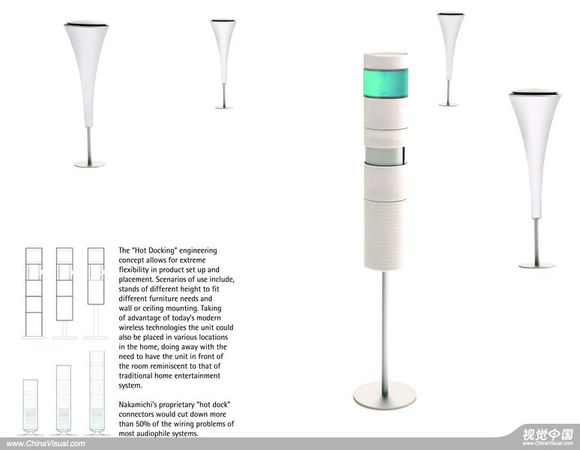 The "Hot Docking" engineering
concept allows for extreme
flexibility in product set up and
placement. Scenarios of use include,
stands of different height to fit
different furniture needs and
wall or ceiling mounting. Taking
of advantage of today's modern
wireless technologies the unit could
also be placed in various locations
in the home, doing away with the
need to have the unit in front of
the room reminiscent to that of
traditional home entertainment
system.
Nakamichi's proprietary "hot dock"
connectors would cut down more
than 50% of the wiring problems of
most audiophile systems.
www.ChinaVisual.com
视觉中国
www.ChinaVisual.com